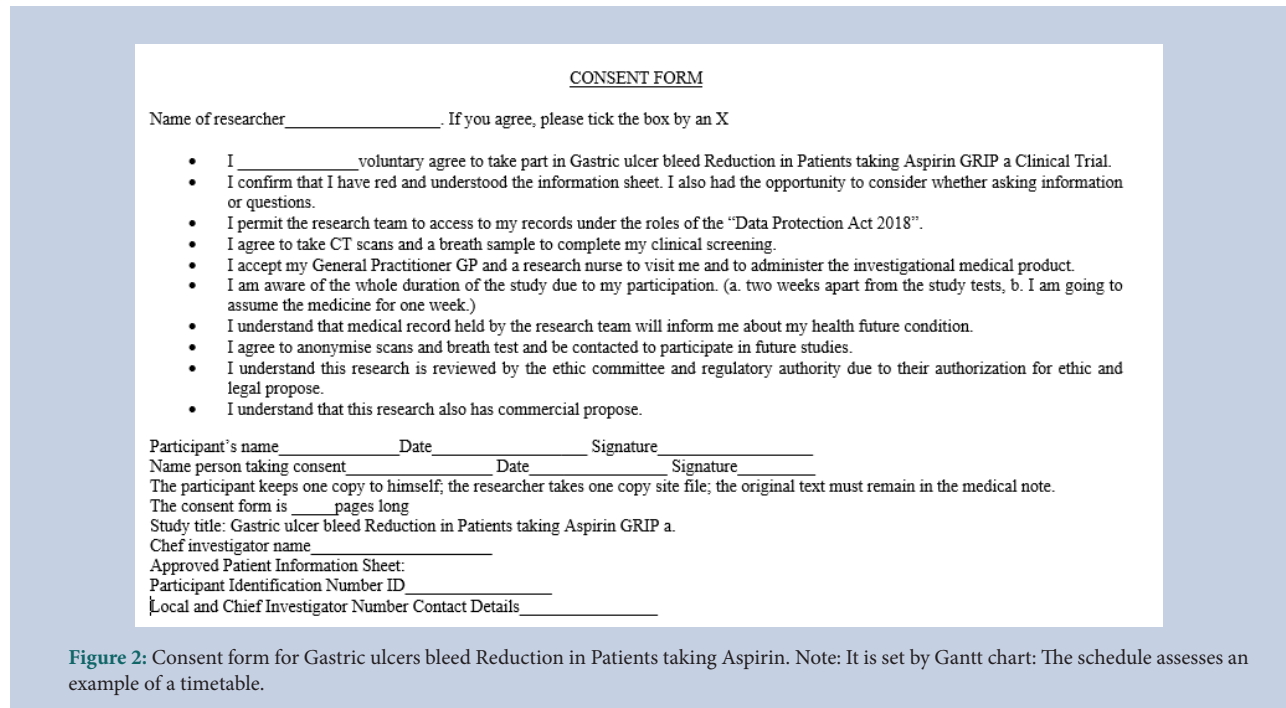 CONSENT FORM
Name of researcher___________________. If you agree, please tick the box by an X
• I ______________voluntary agree to take part in Gastric ulcer bleed Reduction in Patients taking Aspirin GRIP a Clinical Trial.
• I confirm that I have red and understood the information sheet. I also had the opportunity to consider whether asking information
or questions.
• I permit the research team to access to my records under the roles of the “Data Protection Act 2018”.
• I agree to take CT scans and a breath sample to complete my clinical screening.
• I accept my General Practitioner GP and a research nurse to visit me and to administer the investigational medical product.
• I am aware of the whole duration of the study due to my participation. (a. two weeks apart from the study tests, b. I am going to
assume the medicine for one week.)
• I understand that medical record held by the research team will inform me about my health future condition.
• I agree to anonymise scans and breath test and be contacted to participate in future studies.
• I understand this research is reviewed by the ethic committee and regulatory authority due to their authorization for ethic and
legal propose.
• I understand that this research also has commercial propose.
Participant’s name______________Date__________________ Signature__________________
Name person taking consent_________________ Date________________ Signature_________
The participant keeps one copy to himself; the researcher takes one copy site file; the original text must remain in the medical note.
The consent form is _____pages long
Study title: Gastric ulcer bleed Reduction in Patients taking Aspirin GRIP a.
Chef investigator name_____________________
Approved Patient Information Sheet:
Participant Identification Number ID_________________
Local and Chief Investigator Number Contact Details________________
Figure 2: Consent form for Gastric ulcers bleed Reduction in Patients taking Aspirin. Note: It is set by Gantt chart: The schedule assesses an
example of a timetable.